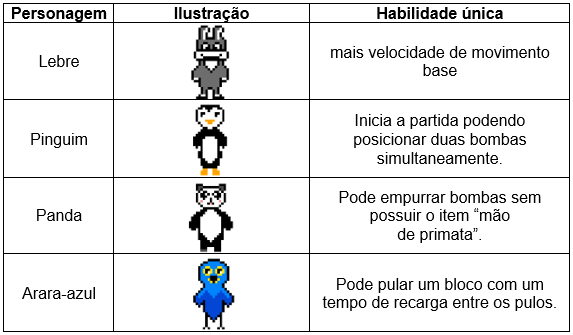 Personagem Ilustração Habilidade única
Lebre
mais velocidade de movimento
base
Pinguim
Inicia a partida podendo
posicionar duas bombas
simultaneamente.
Panda
Pode empurrar bombas sem
possuir o item “mão
de primata”.
Arara-azul
Pode pular um bloco com um
tempo de recarga entre os pulos.